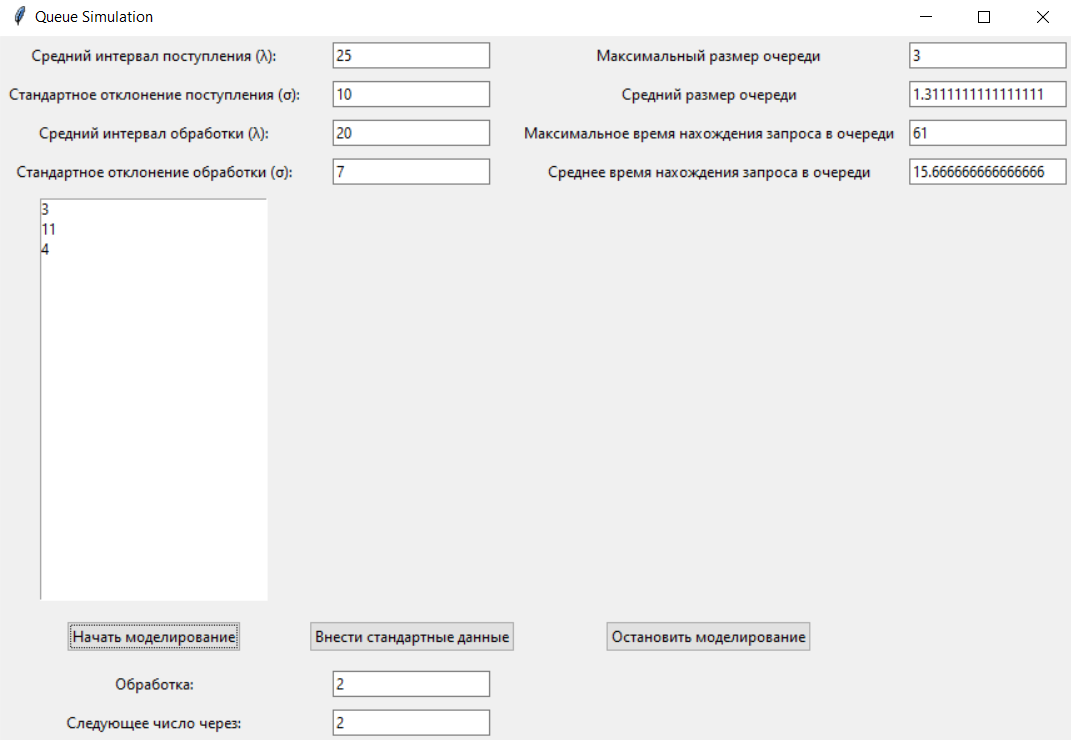 Queue Simulation
Средний интервал поступления (λ): 25 Максимальный размер очереди 3
Стандартное отклонение поступления (σ): 10 Средний размер очереди 1.3111111111111111
Средний интервал обработки (λ): 20 Максимальное время нахождения запроса в очереди 61
Стандартное отклонение обработки (σ): 7 Среднее время нахождения запроса в очереди 15.666666666666666
3
11
4
Начать моделирование Внести стандартные данные Остановить моделирование
Обработка: 2
Следующее число через: 2